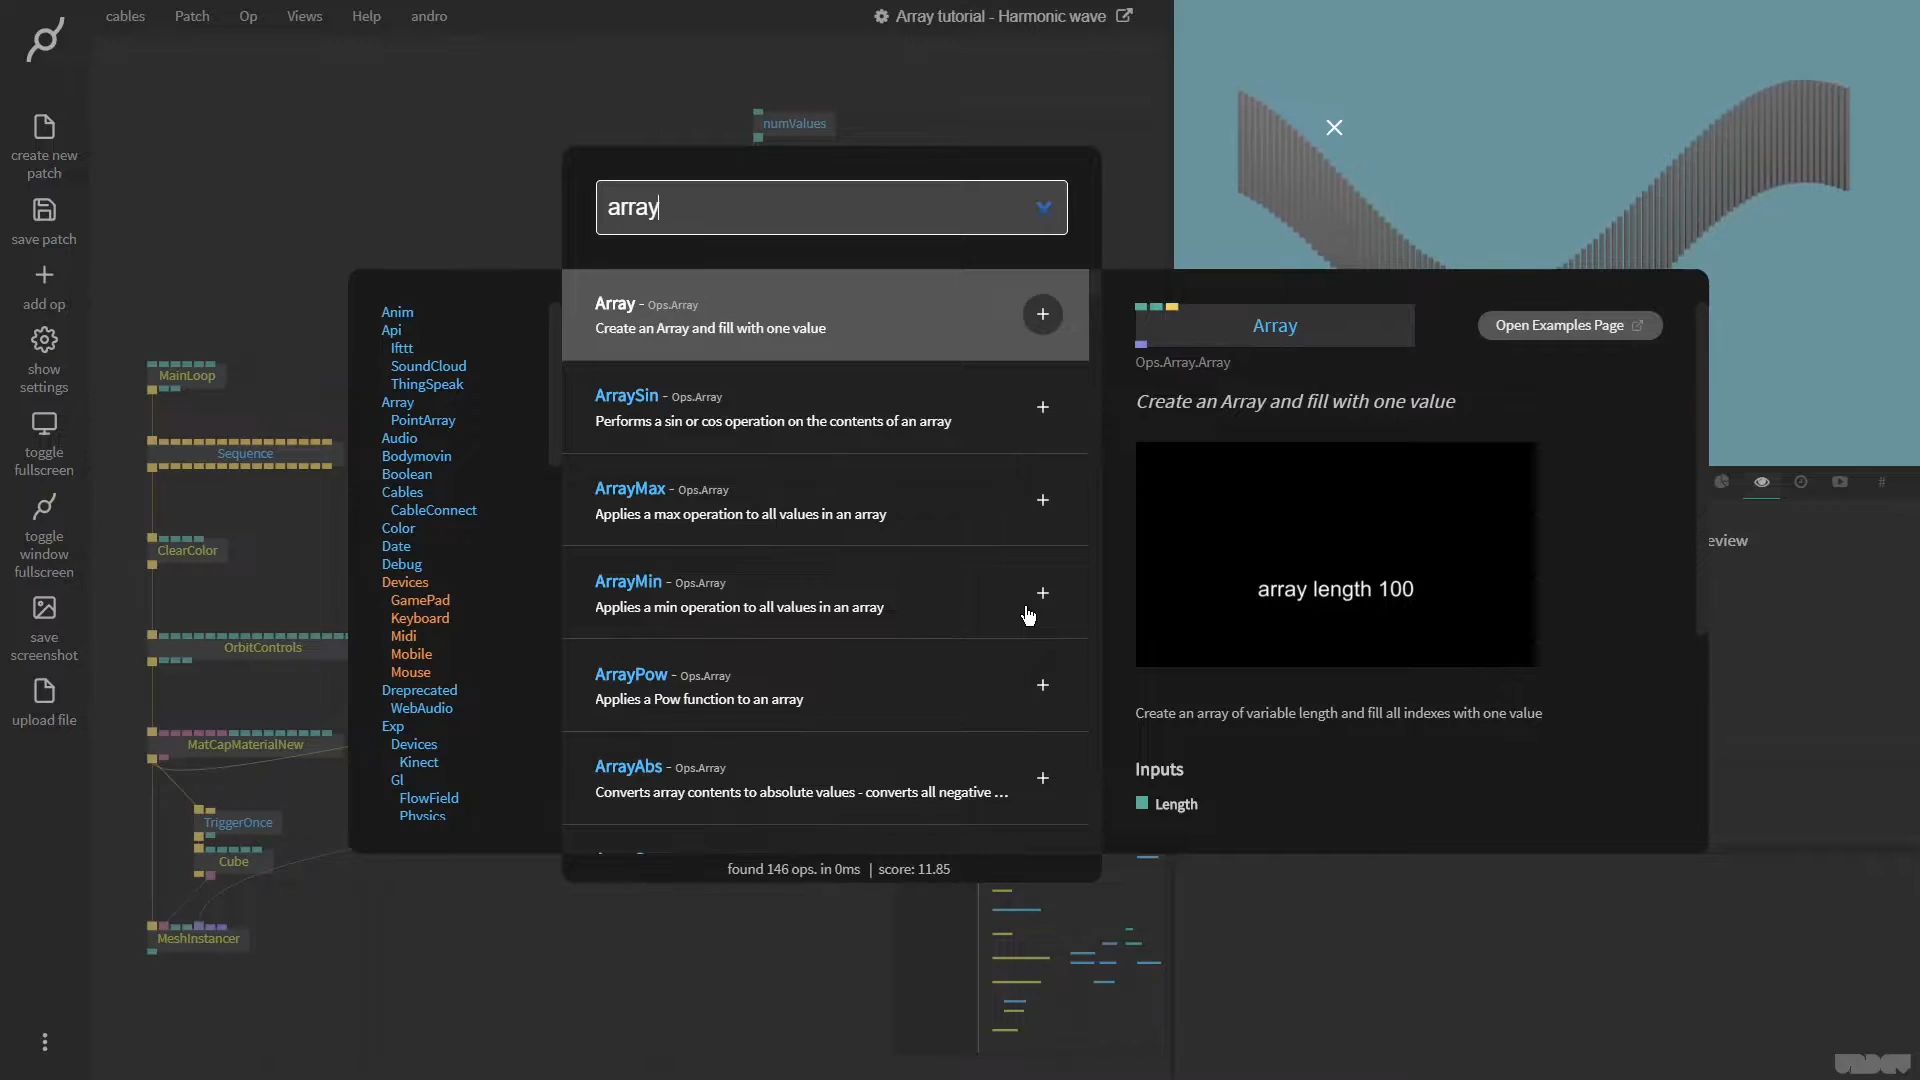 cables
Patch
Op
Views
Help
andro
Array tutorial - Harmonic wave
create new
patch
save patch
add op
show
settings
toggle
fullscreen
toggle
window
fullscreen
save
screenshot
upload file
numValues
MainLoop
Sequence
ClearColor
OrbitControls
MatCapMaterialNew
TriggerOnce
Cube
MeshInstancer
array
Anim
Api
Ifttt
SoundCloud
ThingSpeak
Array
PointArray
Audio
Bodymovin
Boolean
Cables
CableConnect
Color
Date
Debug
Devices
GamePad
Keyboard
Midi
Mobile
Mouse
Dreprecated
WebAudio
Exp
Devices
Kinect
Gl
FlowField
Physics
Array - Ops.Array
Create an Array and fill with one value
ArraySin - Ops.Array
Performs a sin or cos operation on the contents of an array
ArrayMax - Ops.Array
Applies a max operation to all values in an array
ArrayMin - Ops.Array
Applies a min operation to all values in an array
ArrayPow - Ops.Array
Applies a Pow function to an array
ArrayAbs - Ops.Array
Converts array contents to absolute values - converts all negative ...
found 146 ops. in 0ms | score: 11.85
Array
Open Examples Page
Ops.Array.Array
Create an Array and fill with one value
array length 100
Create an array of variable length and fill all indexes with one value
Inputs
Length
#
eview